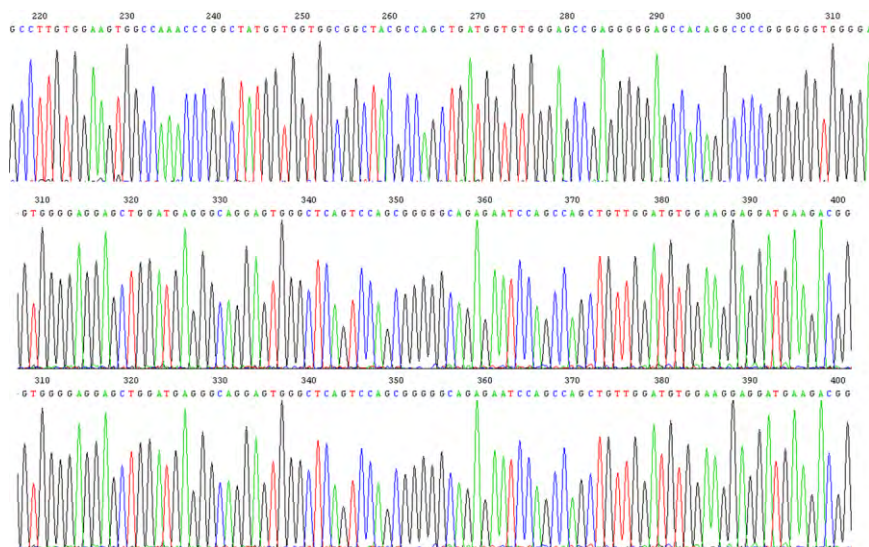 220 230 240 250 260 270 280 290 300 310
GCCTTGTGGAAGTGGCCAAACCCGGCTATGGTGGTGGCGGCTACGCCAGCTGATGGTGTGGGAGCCGAGGGGGAGCCACAGGCCCCGGGGGGTGGGGA
310 320 330 340 350 360 370 380 390 400
GTGGGGAGGAGCTGGATGAGGGCAGGAGTGGGCTCAGTCCAGCGGGGGCAGAGAATCCAGCCAGCTGTTGGATGTGGAAGGAGGATGAAGACGG
310 320 330 340 350 360 370 380 390 400
GTGGGGAGGAGCTGGATGAGGGCAGGAGTGGGCTCAGTCCAGCGGGGGCAGAGAATCCAGCCAGCTGTTGGATGTGGAAGGAGGATGAAGACGG